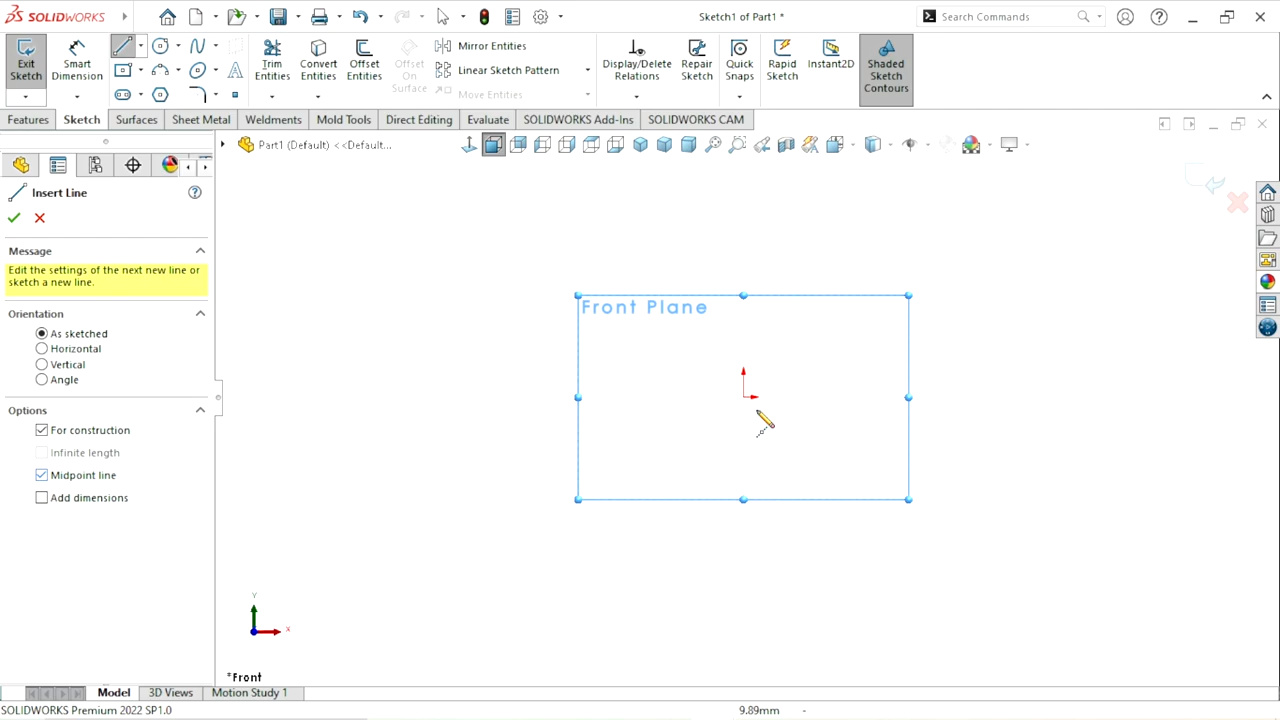 SOLIDWORKS
Sketch1 of Part1 *
Search Commands
Exit Sketch
Smart Dimension
Trim Entities
Convert Entities
Offset Entities
Offset On Surface
Mirror Entities
Linear Sketch Pattern
Move Entities
Display/Delete Relations
Repair Sketch
Quick Snaps
Rapid Sketch
Instant2D
Shaded Sketch Contours
Features
Sketch
Surfaces
Sheet Metal
Weldments
Mold Tools
Direct Editing
Evaluate
SOLIDWORKS Add-Ins
SOLIDWORKS CAM
Part1 (Default) <<Default...
Insert Line
Message
Edit the settings of the next new line or
sketch a new line.
Orientation
As sketched
Horizontal
Vertical
Angle
Options
For construction
Infinite length
Midpoint line
Add dimensions
Front Plane
Y
X
*Front
Model
3D Views
Motion Study 1
SOLIDWORKS Premium 2022 SP1.0
9.89mm
-